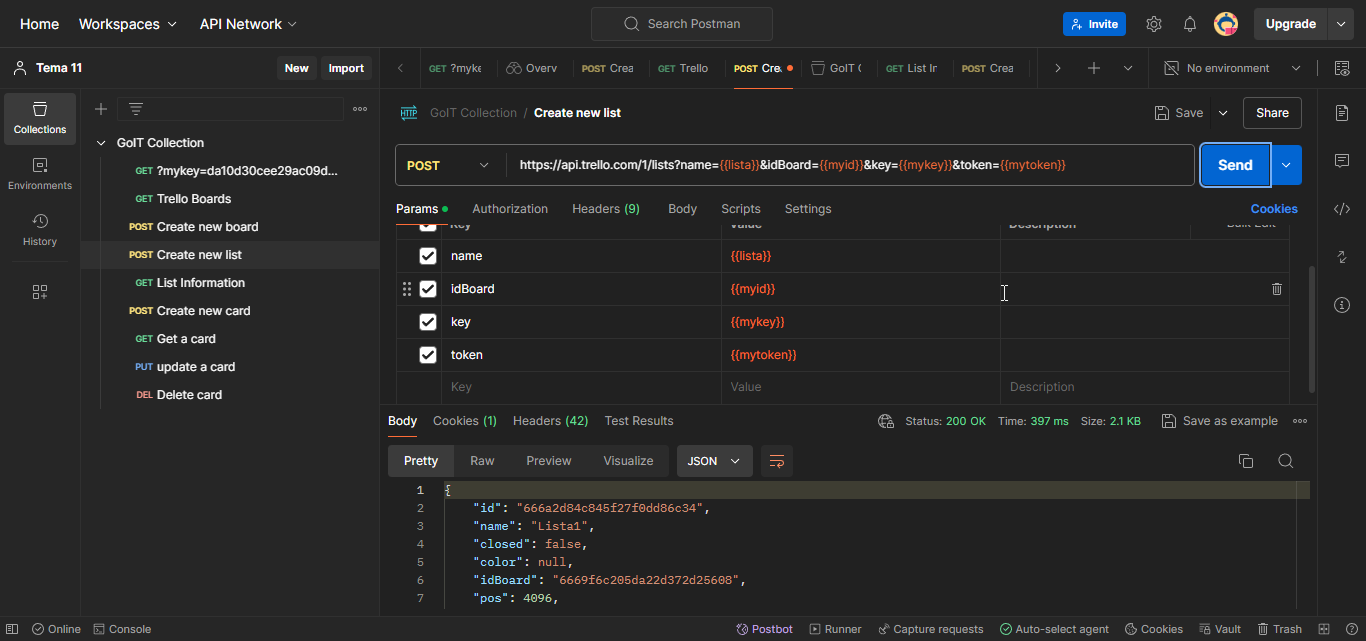 Home Workspaces API Network Search Postman Invite Upgrade
Tema 11 New Import GET ?myke Overv POST Crea GET Trello POST Cre. GoIT C GET List Ir POST Crea No environment
Collections
Environments
History
GoIT Collection
GET ?mykey=da10d30cee29ac09d...
GET Trello Boards
POST Create new board
POST Create new list
GET List Information
POST Create new card
GET Get a card
PUT update a card
DEL Delete card
HTTP GoIT Collection / Create new list Save Share
POST https://api.trello.com/1/lists?name={{lista}}&idBoard={{myid}}&key={{mykey}}&token={{mytoken}} Send
Params Authorization Headers (9) Body Scripts Settings Cookies
Key Value Description Bulk Edit
name {{lista}}
idBoard {{myid}}
key {{mykey}}
token {{mytoken}}
Key Value Description
Body Cookies (1) Headers (42) Test Results Status: 200 OK Time: 397 ms Size: 2.1 KB Save as example
Pretty Raw Preview Visualize JSON
1 {
2 "id": "666a2d84c845f27f0dd86c34",
3 "name": "Lista1",
4 "closed": false,
5 "color": null,
6 "idBoard": "6669f6c205da22d372d25608",
7 "pos": 4096,
Online Console Postbot Runner Capture requests Auto-select agent Cookies Vault Trash